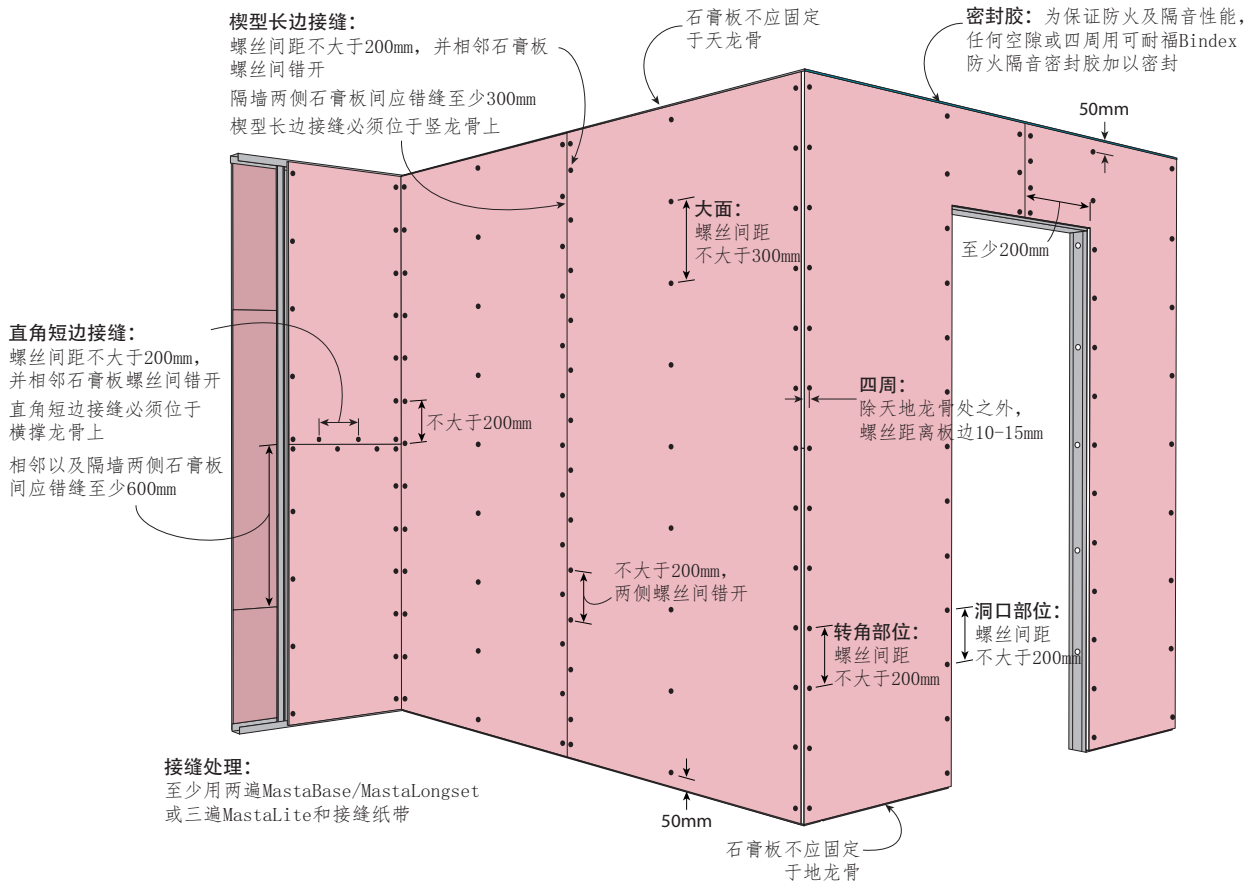 楔型长边接缝：
螺丝间距不大于200mm，并相邻石膏板
螺丝间错开
隔墙两侧石膏板间应错缝至少300mm
楔型长边接缝必须位于竖龙骨上
石膏板不应固定
于天龙骨
密封胶：为保证防火及隔音性能，
任何空隙或四周用可耐福Bindex
防火隔音密封胶加以密封
50mm
大面：
螺丝间距
不大于300mm
至少200mm
直角短边接缝：
螺丝间距不大于200mm，
并相邻石膏板螺丝间错开
直角短边接缝必须位于
横撑龙骨上
相邻以及隔墙两侧石膏板
间应错缝至少600mm
不大于200mm
四周：
除天地龙骨处之外，
螺丝距离板边10-15mm
不大于200mm，
两侧螺丝间错开
转角部位：
螺丝间距
不大于200mm
洞口部位：
螺丝间距
不大于200mm
接缝处理：
至少用两遍MastaBase/MastaLongset
或三遍MastaLite和接缝纸带
50mm
石膏板不应固定
于地龙骨